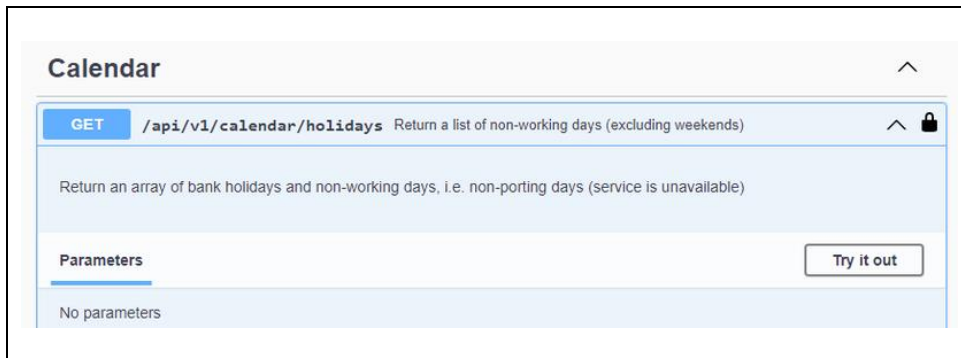 Calendar
GET /api/v1/calendar/holidays Return a list of non-working days (excluding weekends)
Return an array of bank holidays and non-working days, i.e. non-porting days (service is unavailable)
Parameters Try it out
No parameters